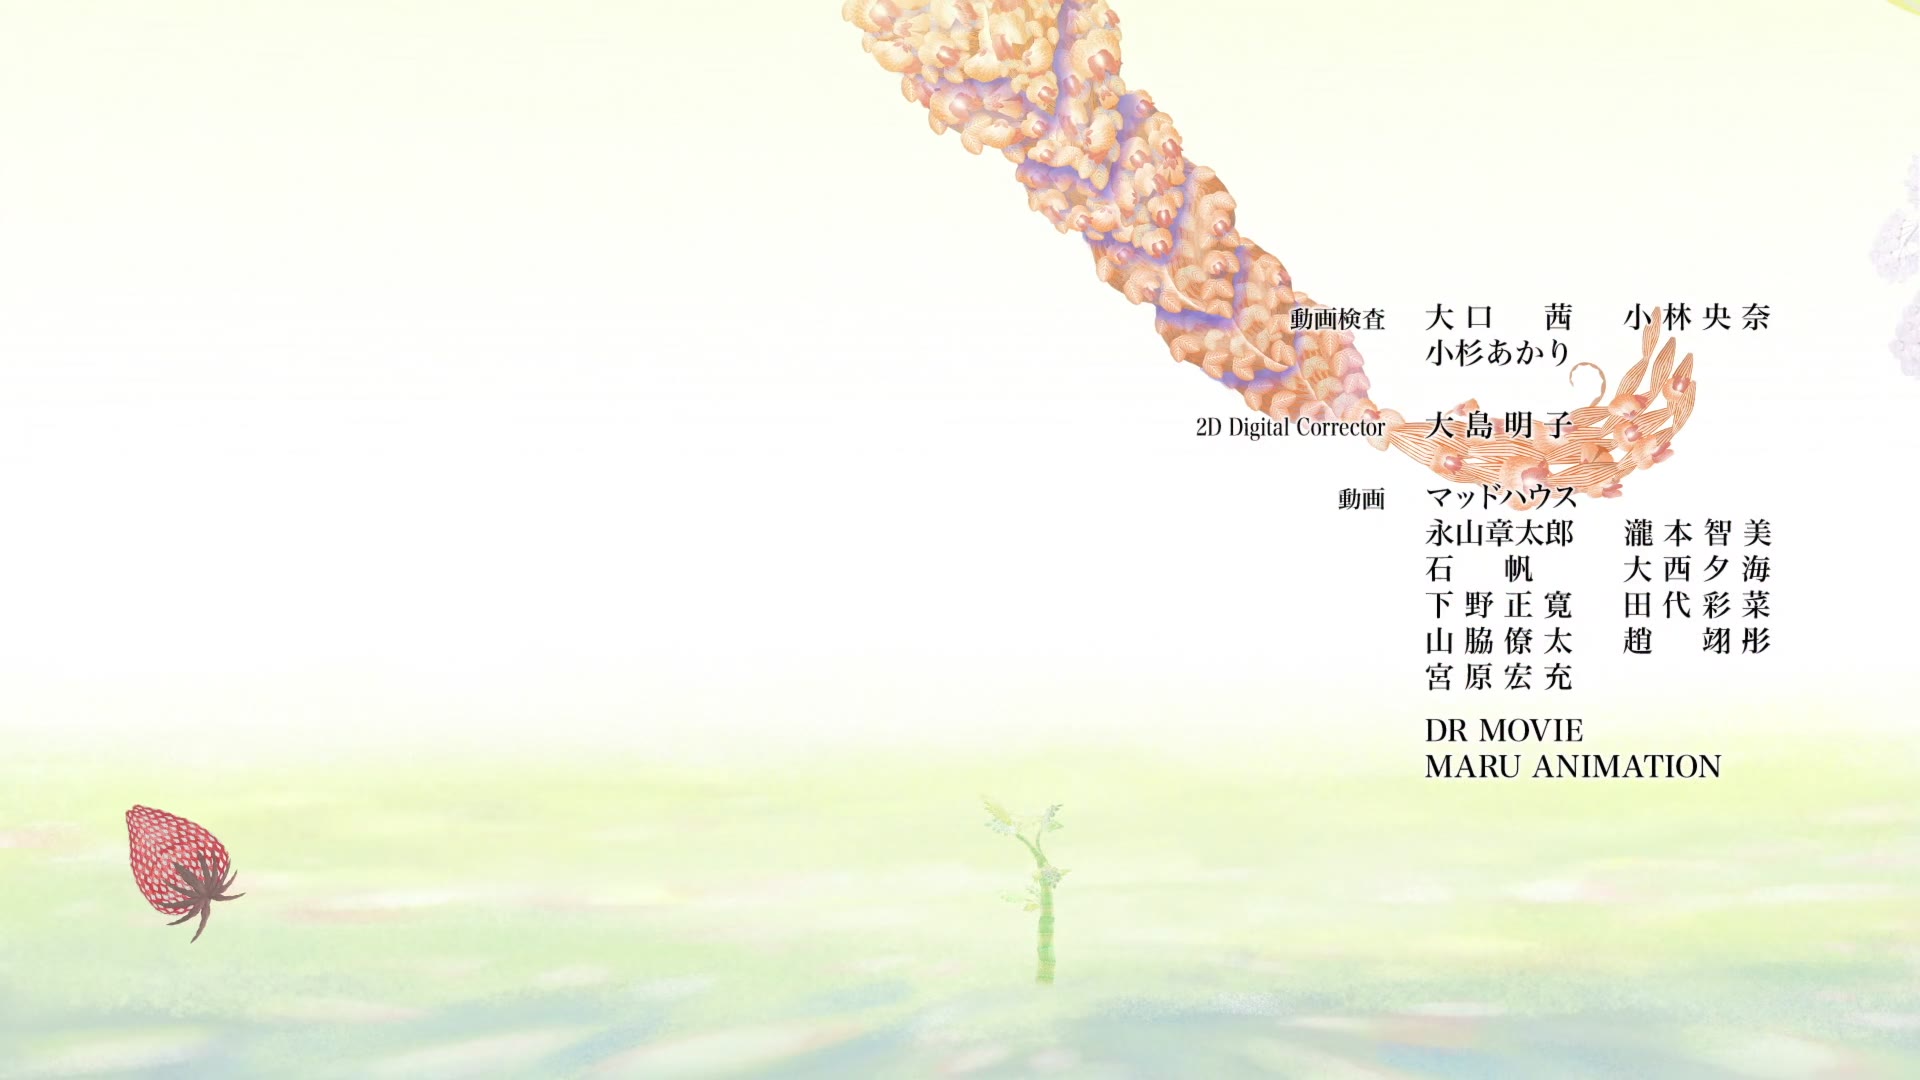 動画検査 大口 茜 小林央奈
小杉あかり
2D Digital Corrector 大島明子
動画 マッドハウス
永山章太郎 瀧本智美
石 帆 大西夕海
下野正寛 田代彩菜
山脇僚太 趙 翊彤
宮原宏充
DR MOVIE
MARU ANIMATION